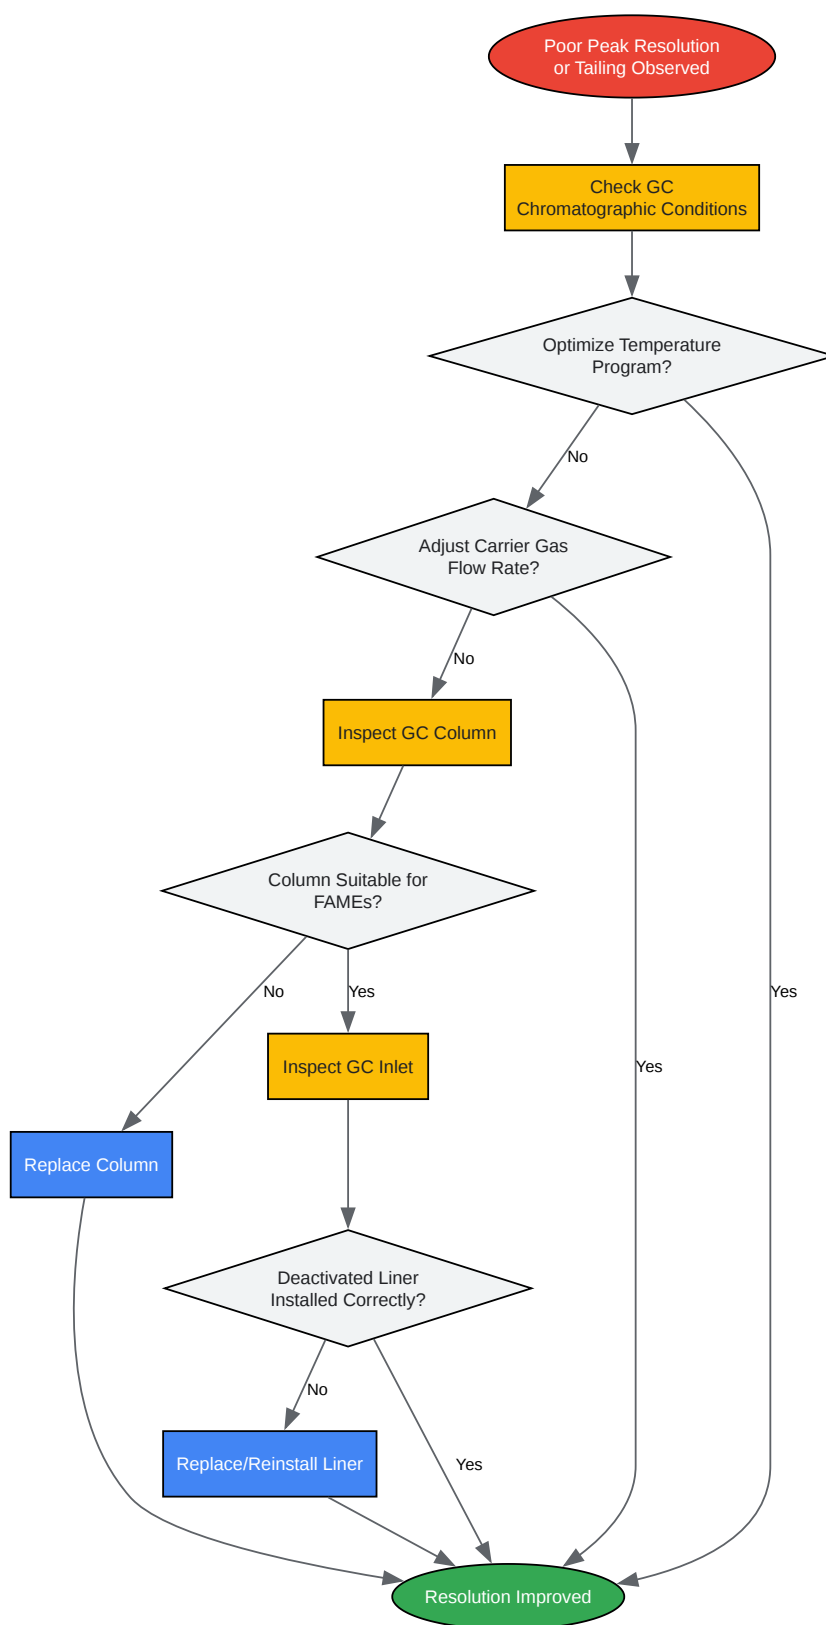 Poor Peak Resolution
or Tailing Observed
Check GC
Chromatographic Conditions
Optimize Temperature
Program?
No
Adjust Carrier Gas
Flow Rate?
No
Inspect GC Column
Column Suitable for
FAMEs?
No
Yes
Yes
Inspect GC Inlet
Yes
Replace Column
Deactivated Liner
Installed Correctly?
No
Replace/Reinstall Liner
Yes
Resolution Improved